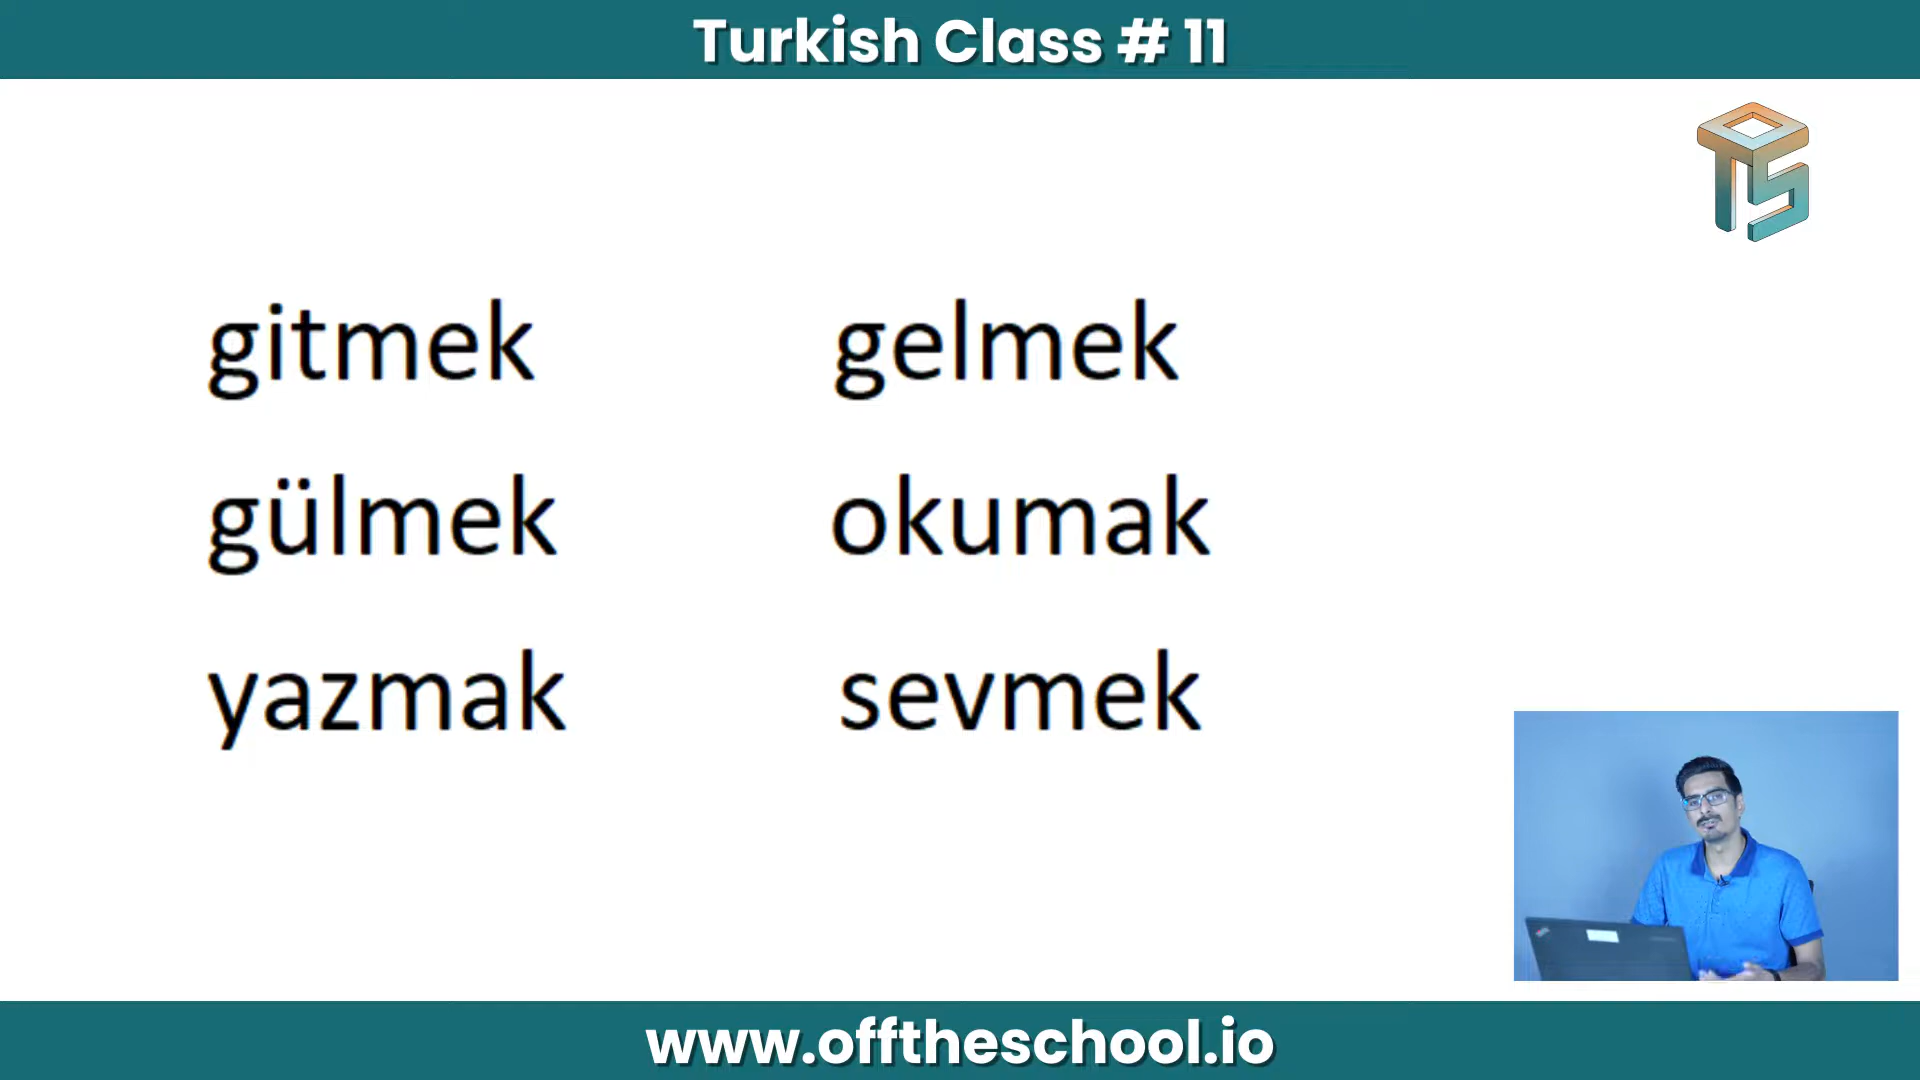 Turkish Class # 11
gitmek gelmek
gülmek okumak
yazmak sevmek
www.offtheschool.io